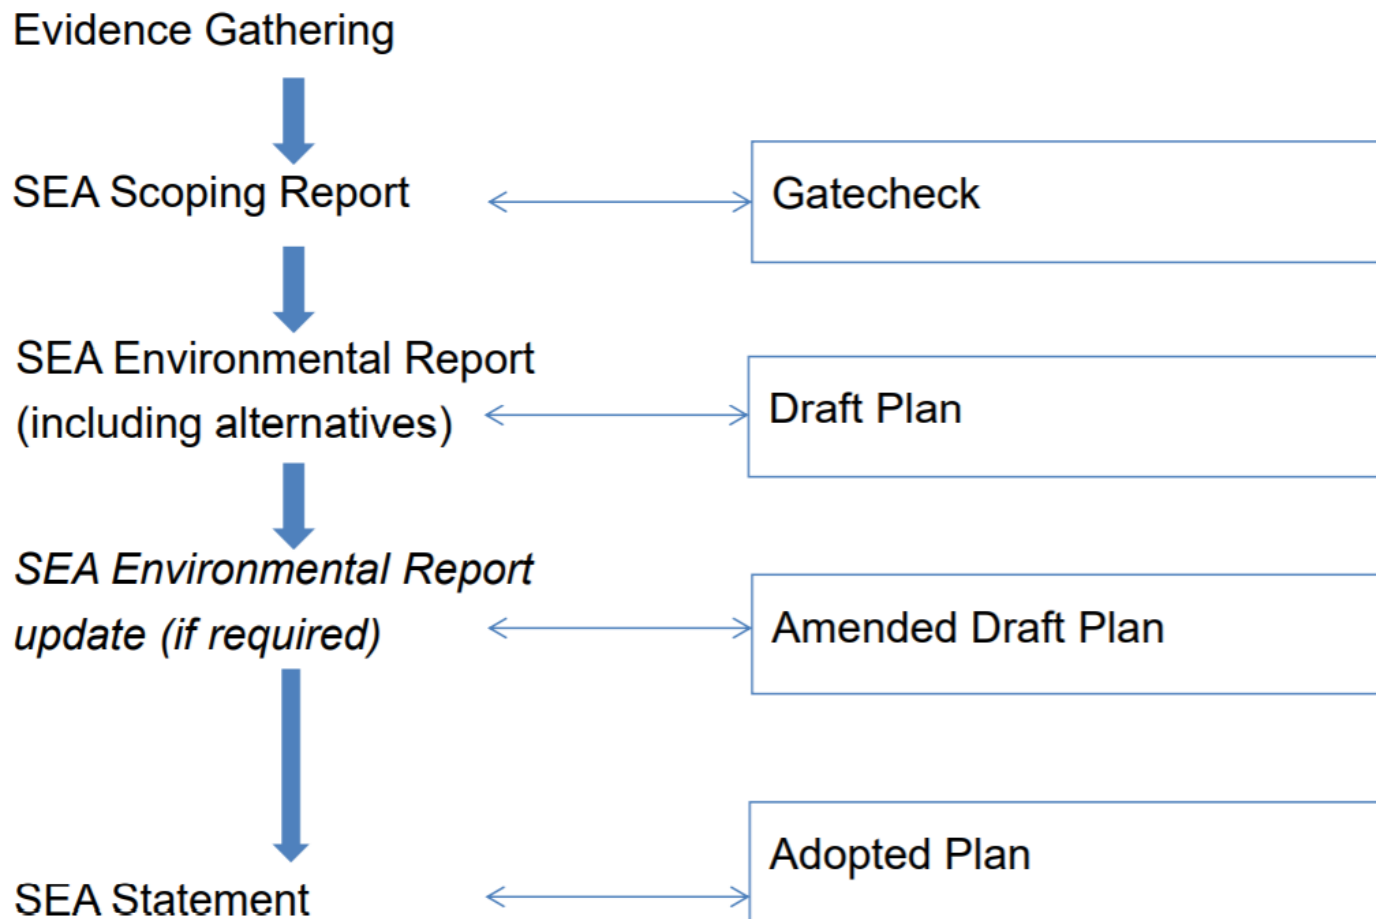 Evidence Gathering
SEA Scoping Report
Gatecheck
SEA Environmental Report
(including alternatives)
Draft Plan
SEA Environmental Report
update (if required)
Amended Draft Plan
Adopted Plan
SEA Statement